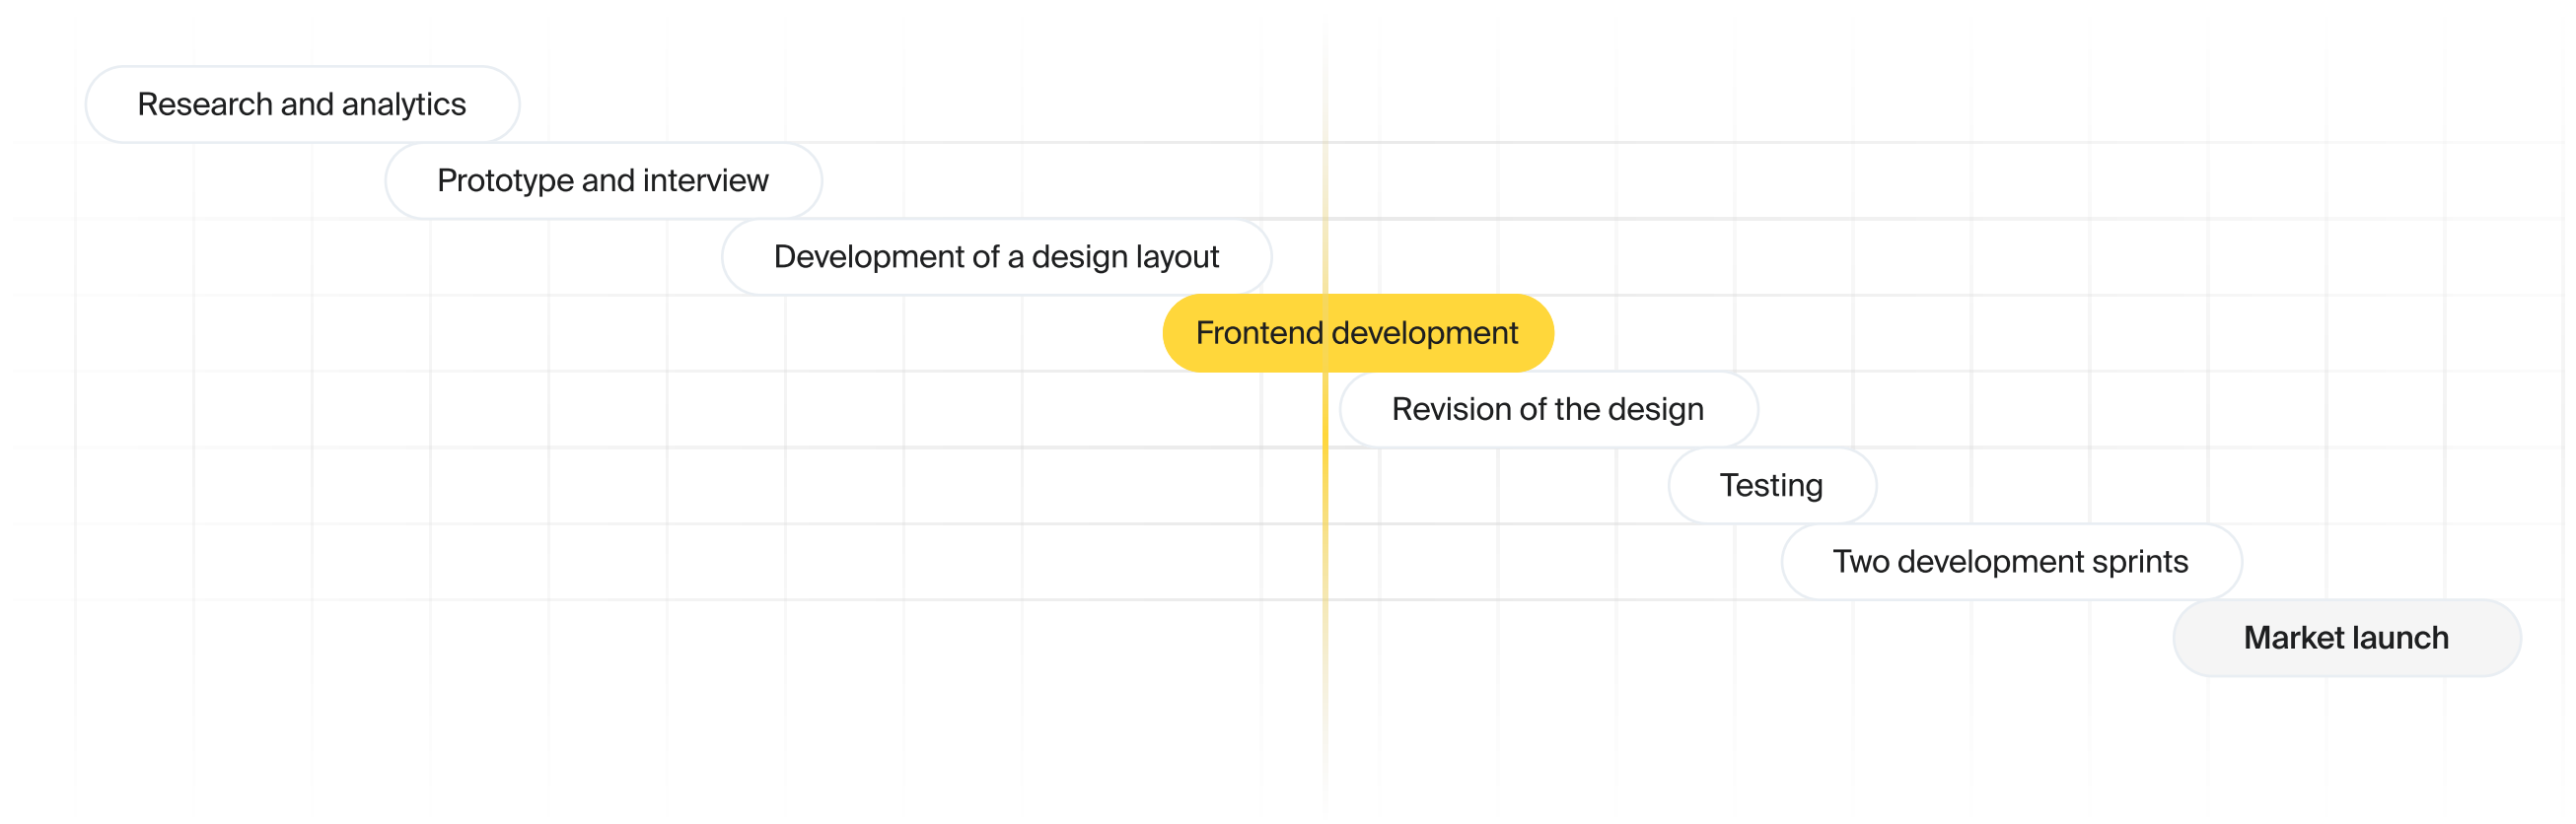 Research and analytics
Prototype and interview
Development of a design layout
Frontend development
Revision of the design
Testing
Two development sprints
Market launch